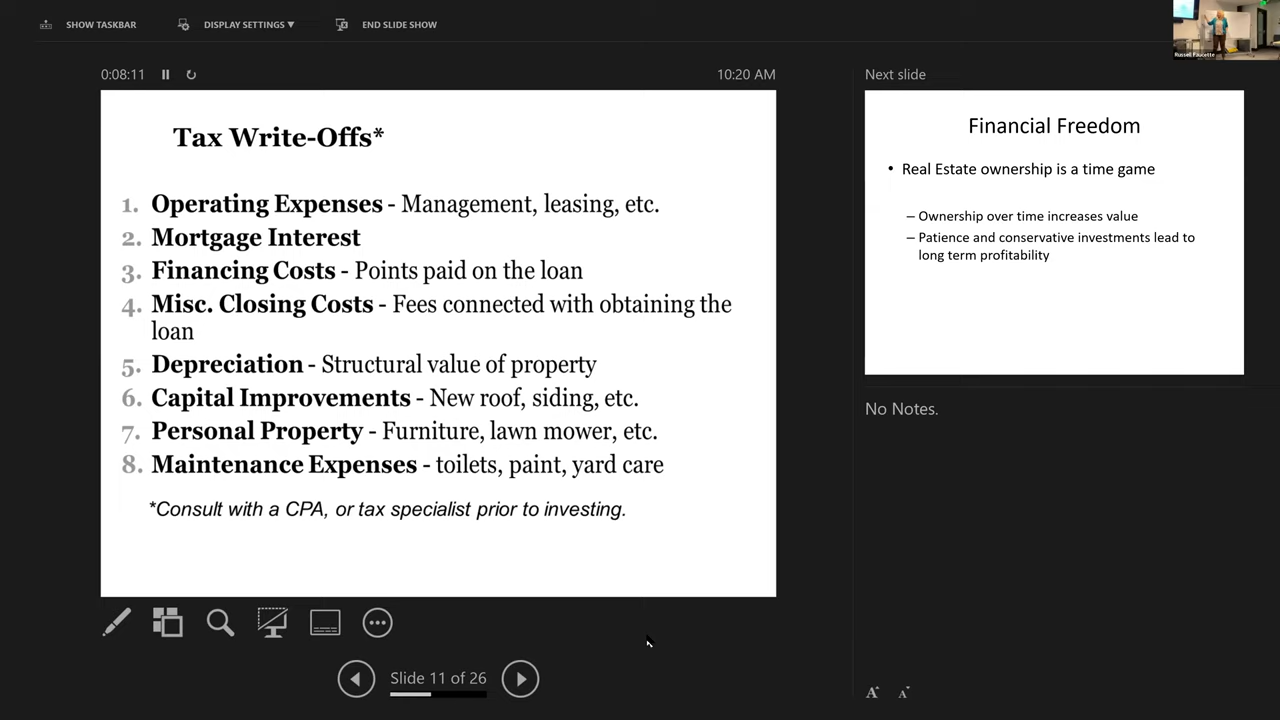 SHOW TASKBAR
DISPLAY SETTINGS ▼
END SLIDE SHOW
Russell Faucette
0:08:11
10:20 AM
Tax Write-Offs*
1. Operating Expenses - Management, leasing, etc.
2. Mortgage Interest
3. Financing Costs - Points paid on the loan
4. Misc. Closing Costs - Fees connected with obtaining the
loan
5. Depreciation - Structural value of property
6. Capital Improvements - New roof, siding, etc.
7. Personal Property - Furniture, lawn mower, etc.
8. Maintenance Expenses - toilets, paint, yard care
*Consult with a CPA, or tax specialist prior to investing.
Slide 11 of 26
Next slide
Financial Freedom
• Real Estate ownership is a time game
– Ownership over time increases value
– Patience and conservative investments lead to
long term profitability
No Notes.
A A